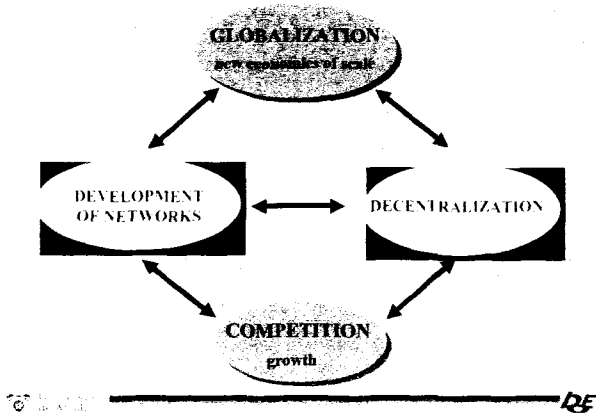 GLOBALIZATION
new economies of scale
DEVELOPMENT
OF NETWORKS
DECENTRALIZATION
COMPETITION
growth